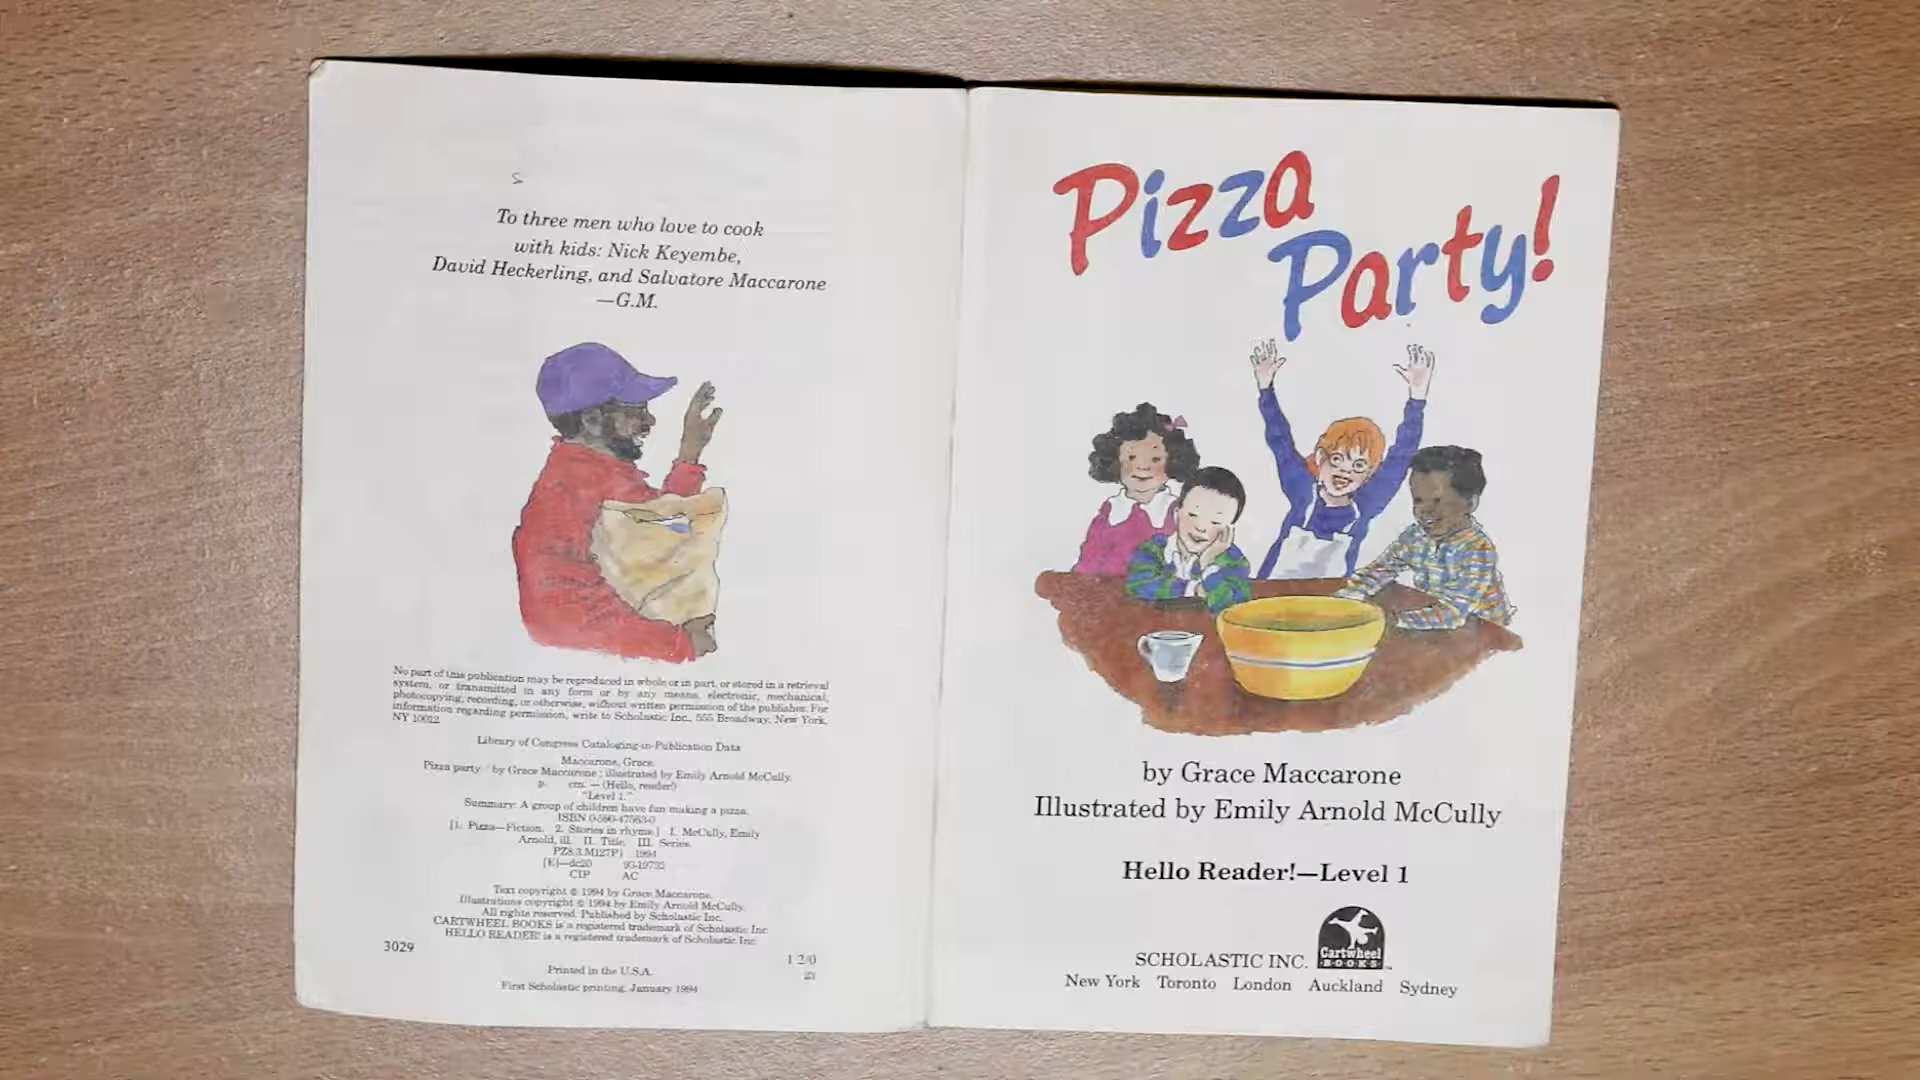 To three men who love to cook
with kids: Nick Keyembe,
David Heckerling, and Salvatore Maccarone
—G.M.
No part of this publication may be reproduced in whole or in part, or stored in a retrieval
system, or transmitted in any form or by any means, electronic, mechanical,
photocopying, recording, or otherwise, without written permission of the publisher. For
information regarding permission, write to Scholastic Inc., 555 Broadway, New York,
NY 10012.
Library of Congress Cataloging-in-Publication Data
Maccarone, Grace.
Pizza party / by Grace Maccarone ; illustrated by Emily Arnold McCully.
p. cm. — (Hello, reader!)
"Level 1."
Summary: A group of children have fun making a pizza.
ISBN 0-590-47563-0
[1. Pizza—Fiction. 2. Stories in rhyme.] I. McCully, Emily
Arnold, ill. II. Title. III. Series.
PZ8.3.M127Pj 1994
[E]—dc20 93-19735
CIP AC
Text copyright © 1994 by Grace Maccarone.
Illustrations copyright © 1994 by Emily Arnold McCully.
All rights reserved. Published by Scholastic Inc.
CARTWHEEL BOOKS is a registered trademark of Scholastic Inc.
HELLO READER! is a registered trademark of Scholastic Inc.
3029
1 2/0
23
Printed in the U.S.A.
First Scholastic printing, January 1994
Pizza
Party!
by Grace Maccarone
Illustrated by Emily Arnold McCully
Hello Reader!—Level 1
SCHOLASTIC INC.
Cartwheel
BOOKS
New York Toronto London Auckland Sydney